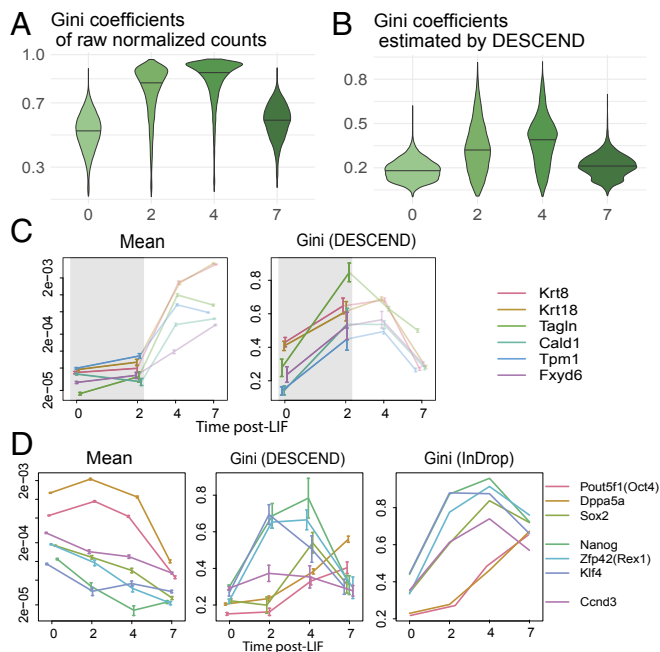 A
Gini coefficients
of raw normalized counts
1.0
0.7
0.3
0
2
4
7
B
Gini coefficients
estimated by DESCEND
0.8
0.5
0.2
0
2
4
7
C
Mean
2e−03
2e−04
2e−05
0
2
4
7
Gini (DESCEND)
0.8
0.6
0.4
0.2
0
2
4
7
Time post-LIF
Krt8
Krt18
Tagln
Cald1
Tpm1
Fxyd6
D
Mean
2e−03
2e−04
2e−05
0
2
4
7
Gini (DESCEND)
0.8
0.6
0.4
0.2
0
2
4
7
Time post-LIF
Gini (InDrop)
0.8
0.6
0.4
0.2
0
2
4
7
Pou5f1(Oct4)
Dppa5a
Sox2
Nanog
Zfp42(Rex1)
Klf4
Ccnd3